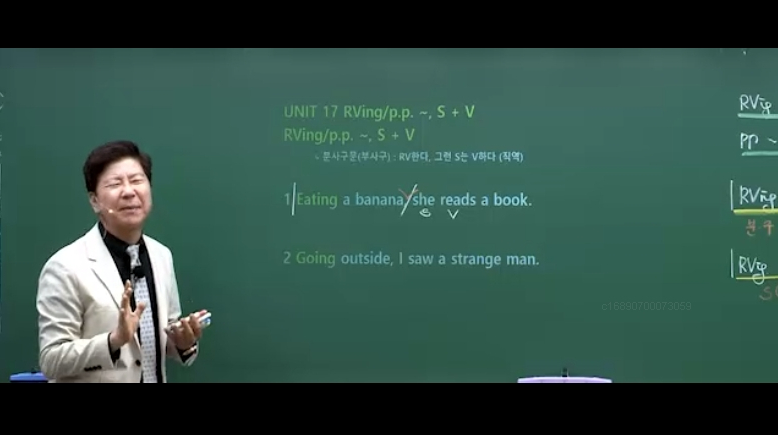 UNIT 17 RVing/p.p. ~, S + V
RVing/p.p. ~, S + V
분사구문(부사구) : RV한다, 그런 S는 V하다 (직역)
1 Eating a banana, she reads a book.
S V
2 Going outside, I saw a strange man.
RVing
PP ~
RVing
분구
RVing
c16890700073059